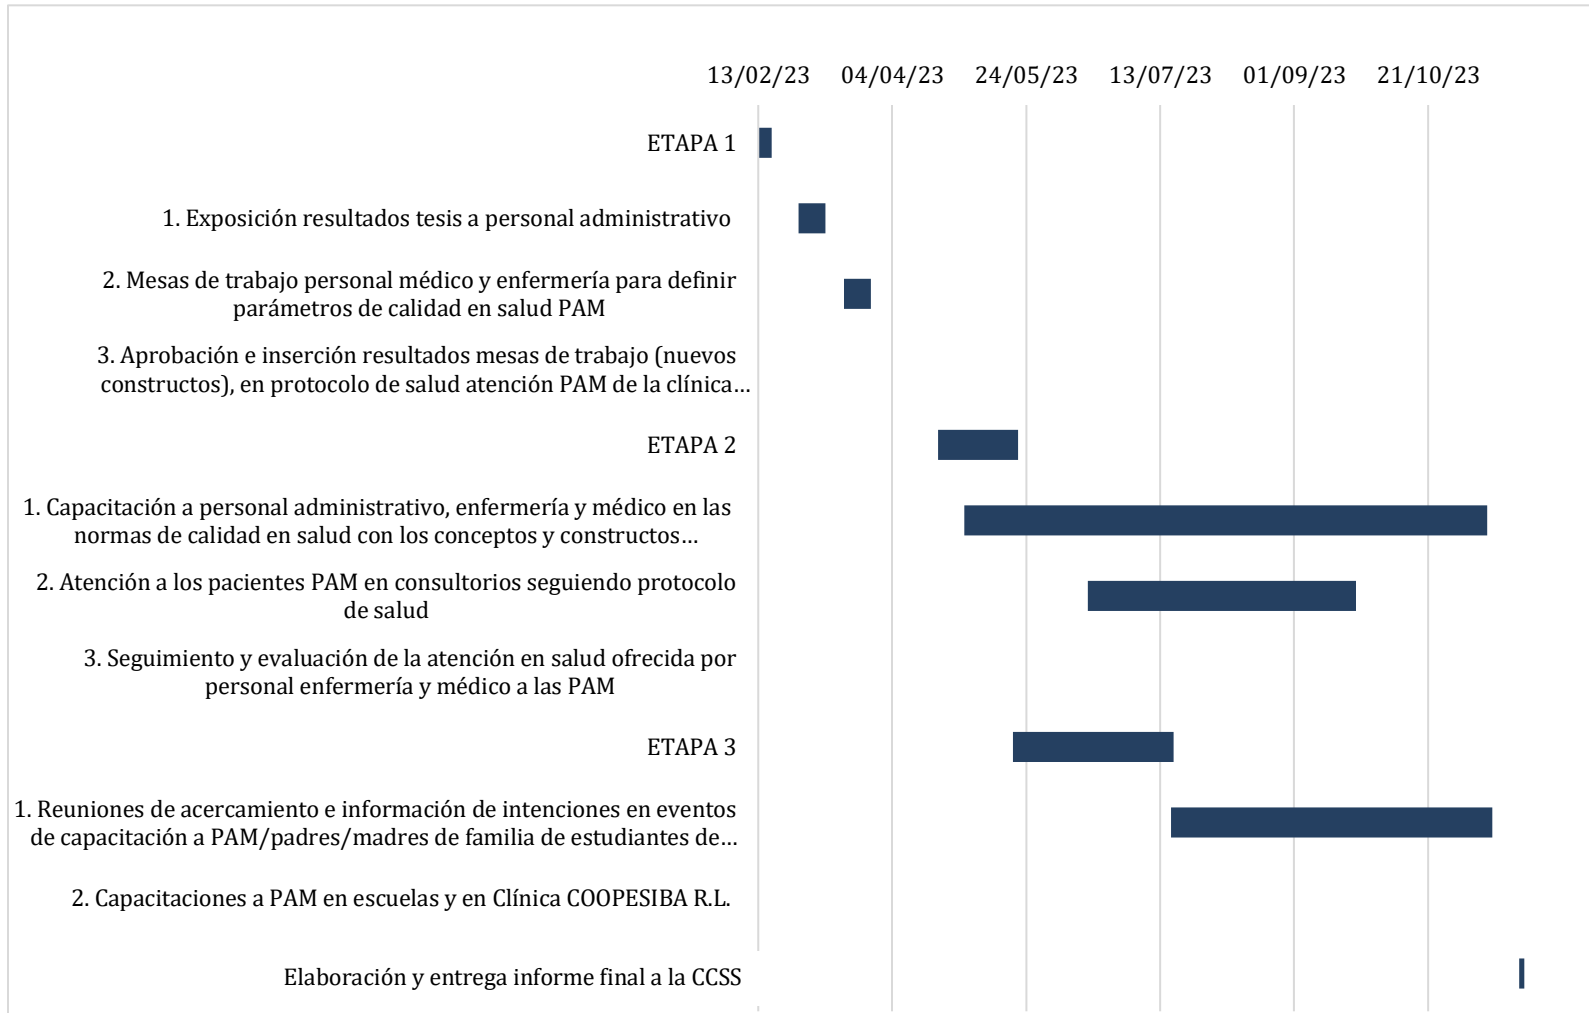 13/02/23 04/04/23 24/05/23 13/07/23 01/09/23 21/10/23
ETAPA 1
1. Exposición resultados tesis a personal administrativo
2. Mesas de trabajo personal médico y enfermería para definir
parámetros de calidad en salud PAM
3. Aprobación e inserción resultados mesas de trabajo (nuevos
constructos), en protocolo de salud atención PAM de la clínica…
ETAPA 2
1. Capacitación a personal administrativo, enfermería y médico en las
normas de calidad en salud con los conceptos y constructos…
2. Atención a los pacientes PAM en consultorios seguiendo protocolo
de salud
3. Seguimiento y evaluación de la atención en salud ofrecida por
personal enfermería y médico a las PAM
ETAPA 3
1. Reuniones de acercamiento e información de intenciones en eventos
de capacitación a PAM/padres/madres de familia de estudiantes de…
2. Capacitaciones a PAM en escuelas y en Clínica COOPESIBA R.L.
Elaboración y entrega informe final a la CCSS